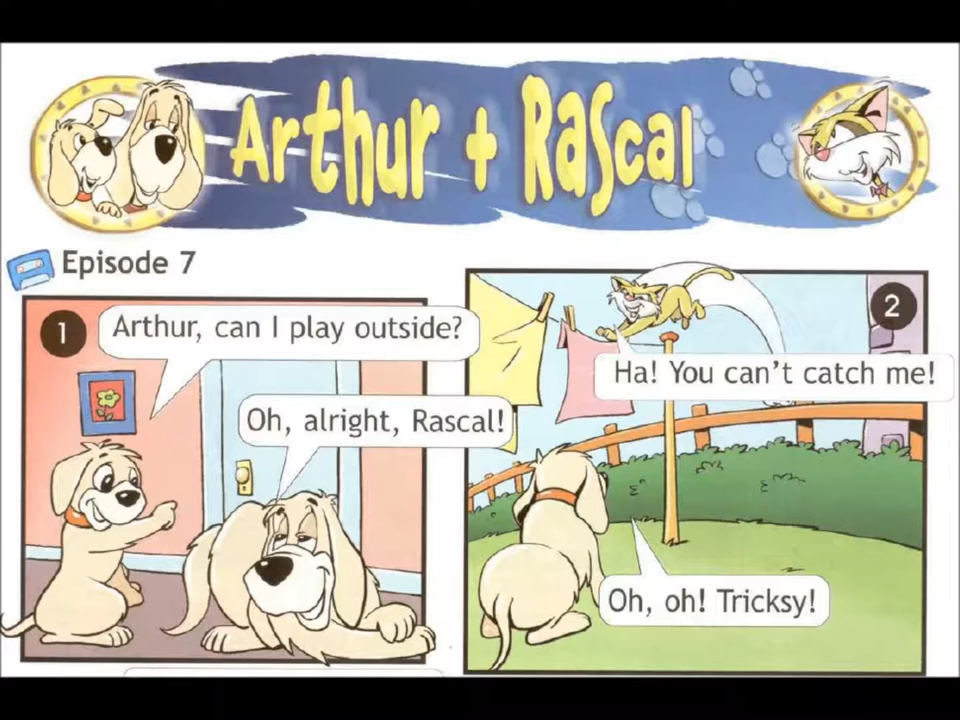 Arthur + Rascal
Episode 7
1
Arthur, can I play outside?
Oh, alright, Rascal!
2
Ha! You can't catch me!
Oh, oh! Tricksy!